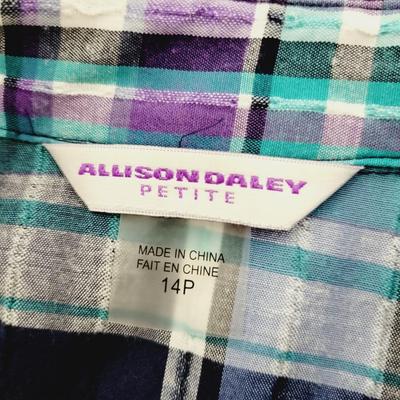 ALLISON DALEY
PETITE
MADE IN CHINA
FAIT EN CHINE
14P